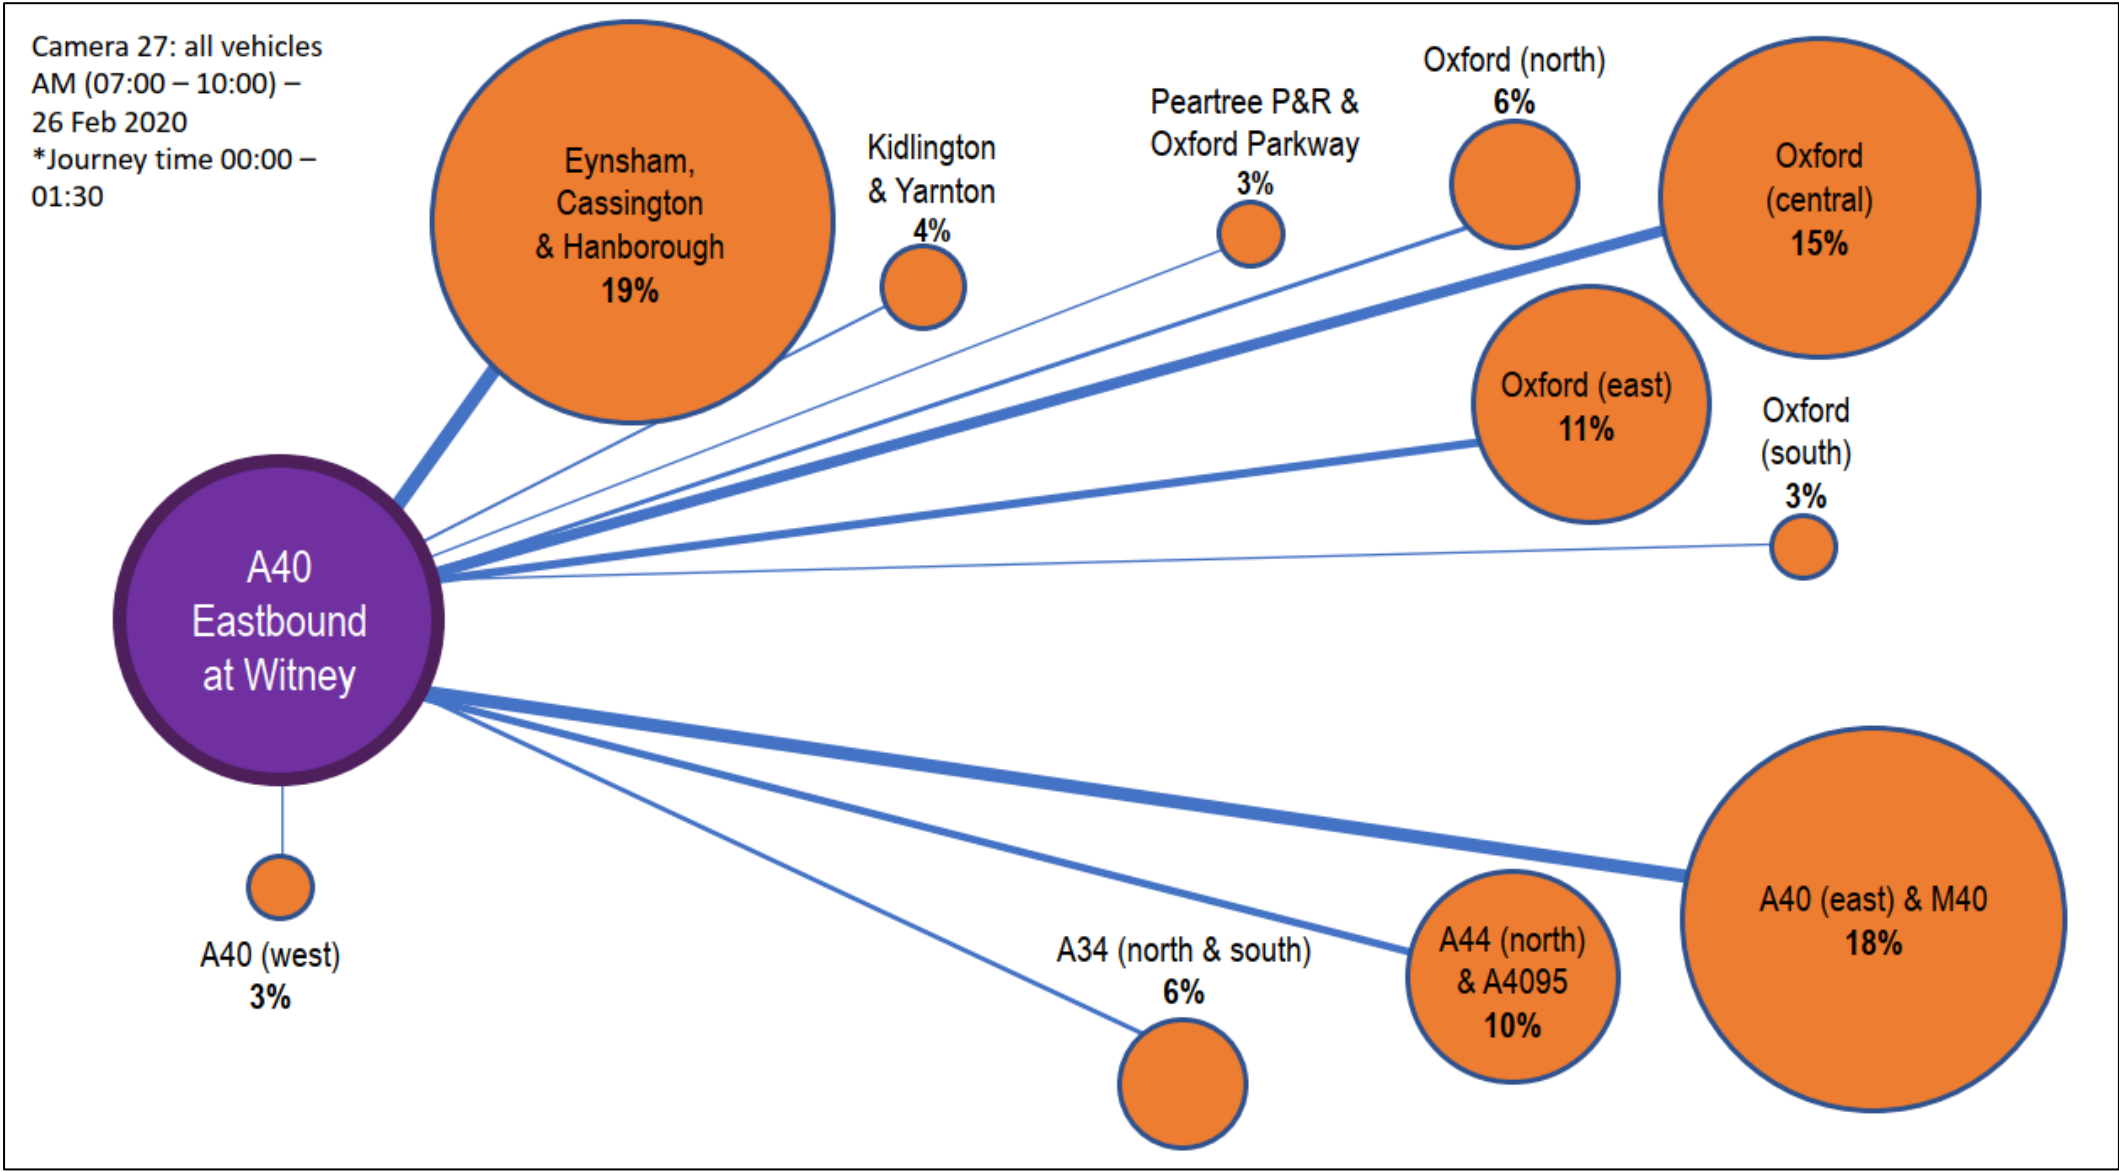 Camera 27: all vehicles
AM (07:00 – 10:00) –
26 Feb 2020
*Journey time 00:00 –
01:30
Eynsham,
Cassington
& Hanborough
19%
Kidlington
& Yarnton
4%
Peartree P&R &
Oxford Parkway
3%
Oxford (north)
6%
Oxford
(central)
15%
Oxford (east)
11%
Oxford
(south)
3%
A40
Eastbound
at Witney
A40 (west)
3%
A34 (north & south)
6%
A44 (north)
& A4095
10%
A40 (east) & M40
18%